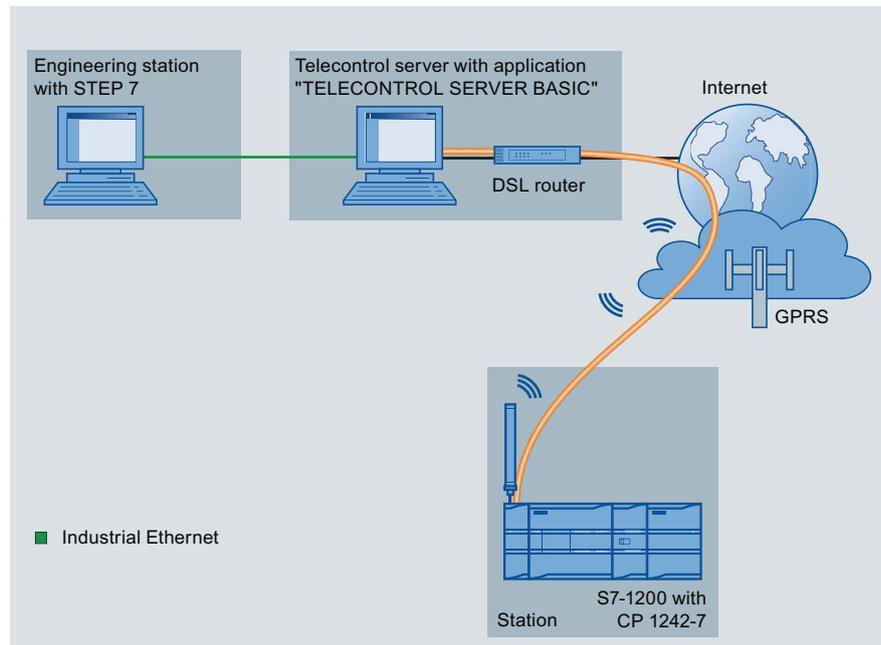 Engineering station
with STEP 7
Telecontrol server with application
"TELECONTROL SERVER BASIC"
Internet
DSL router
GPRS
Industrial Ethernet
S7-1200 with
CP 1242-7
Station